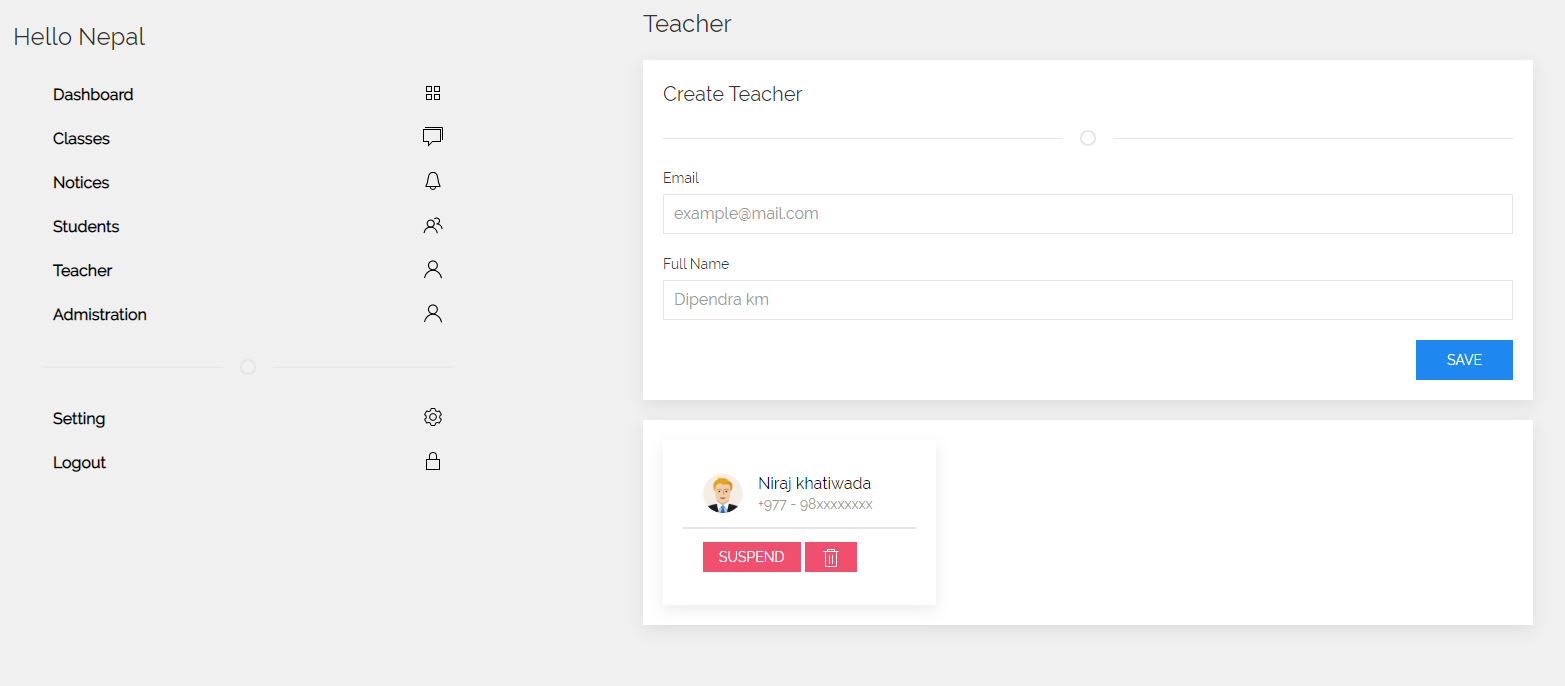 Hello Nepal
Dashboard
Classes
Notices
Students
Teacher
Admistration
Setting
Logout
Teacher
Create Teacher
Email
example@mail.com
Full Name
Dipendra km
SAVE
Niraj khatiwada
+977 - 98xxxxxxxx
SUSPEND